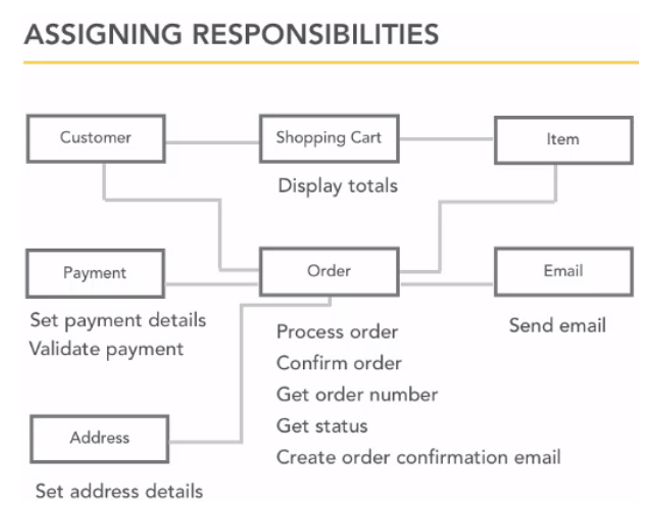 ASSIGNING RESPONSIBILITIES
Customer
Shopping Cart
Item
Display totals
Payment
Order
Email
Set payment details
Validate payment
Process order
Confirm order
Get order number
Get status
Create order confirmation email
Send email
Address
Set address details